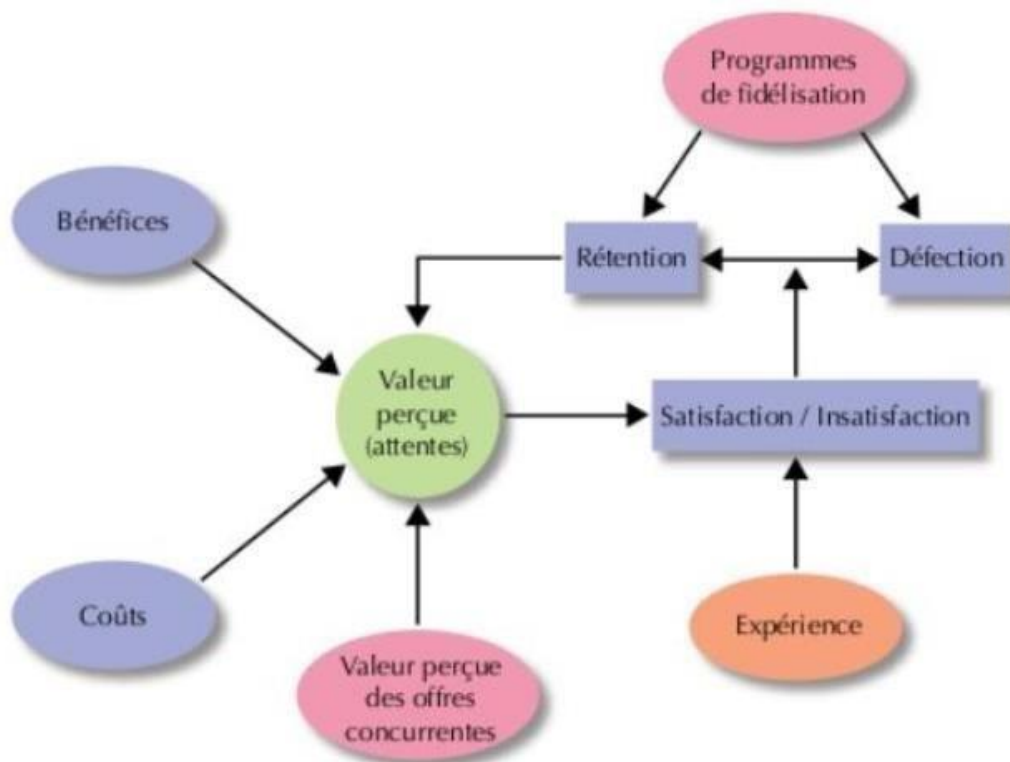 Programmes
de fidélisation
Bénéfices
Rétention
Défection
Valeur
perçue
(attentes)
Satisfaction / Insatisfaction
Coûts
Expérience
Valeur perçue
des offres
concurrentes